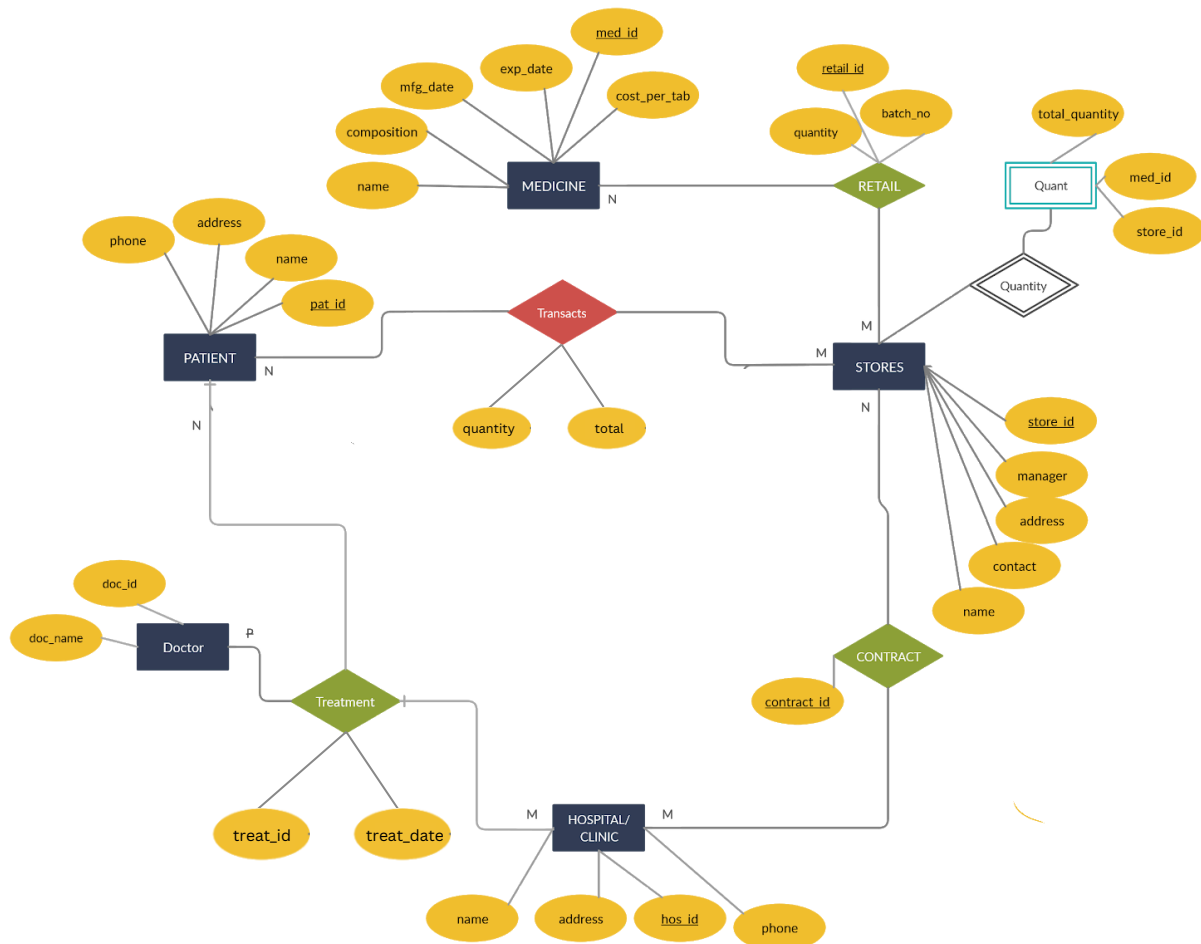 med_id
retail_id
exp_date
mfg_date
cost_per_tab
batch_no
total_quantity
composition
quantity
name
MEDICINE
N
RETAIL
Quant
med_id
store_id
address
phone
name
pat_id
Quantity
Transacts
M
PATIENT
N
M
STORES
N
N
quantity
total
store_id
manager
address
contact
name
doc_id
doc_name
Doctor
P
CONTRACT
Treatment
contract_id
treat_id
treat_date
M
HOSPITAL/
CLINIC
M
name
address
hos_id
phone